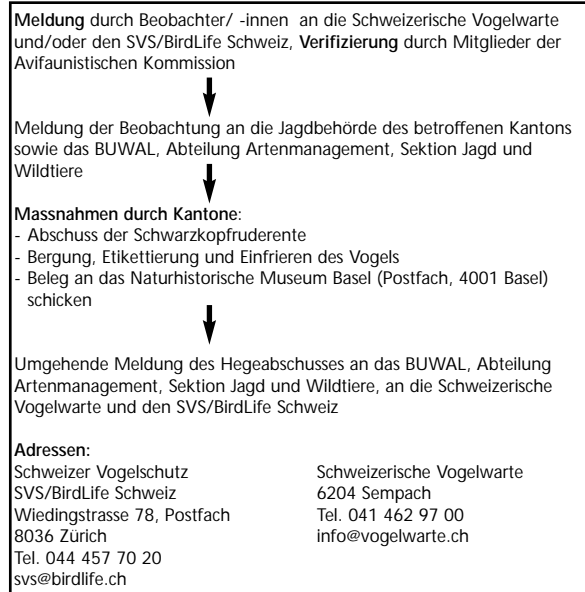 Meldung durch Beobachter/ -innen an die Schweizerische Vogelwarte
und/oder den SVS/BirdLife Schweiz, Verifizierung durch Mitglieder der
Avifaunistischen Kommission
Meldung der Beobachtung an die Jagdbehörde des betroffenen Kantons
sowie das BUWAL, Abteilung Artenmanagement, Sektion Jagd und
Wildtiere
Massnahmen durch Kantone:
- Abschuss der Schwarzkopfruderente
- Bergung, Etikettierung und Einfrieren des Vogels
- Beleg an das Naturhistorische Museum Basel (Postfach, 4001 Basel)
schicken
Umgehende Meldung des Hegeabschusses an das BUWAL, Abteilung
Artenmanagement, Sektion Jagd und Wildtiere, an die Schweizerische
Vogelwarte und den SVS/BirdLife Schweiz
Adressen:
Schweizer Vogelschutz
SVS/BirdLife Schweiz
Wiedingstrasse 78, Postfach
8036 Zürich
Tel. 044 457 70 20
svs@birdlife.ch
Schweizerische Vogelwarte
6204 Sempach
Tel. 041 462 97 00
info@vogelwarte.ch